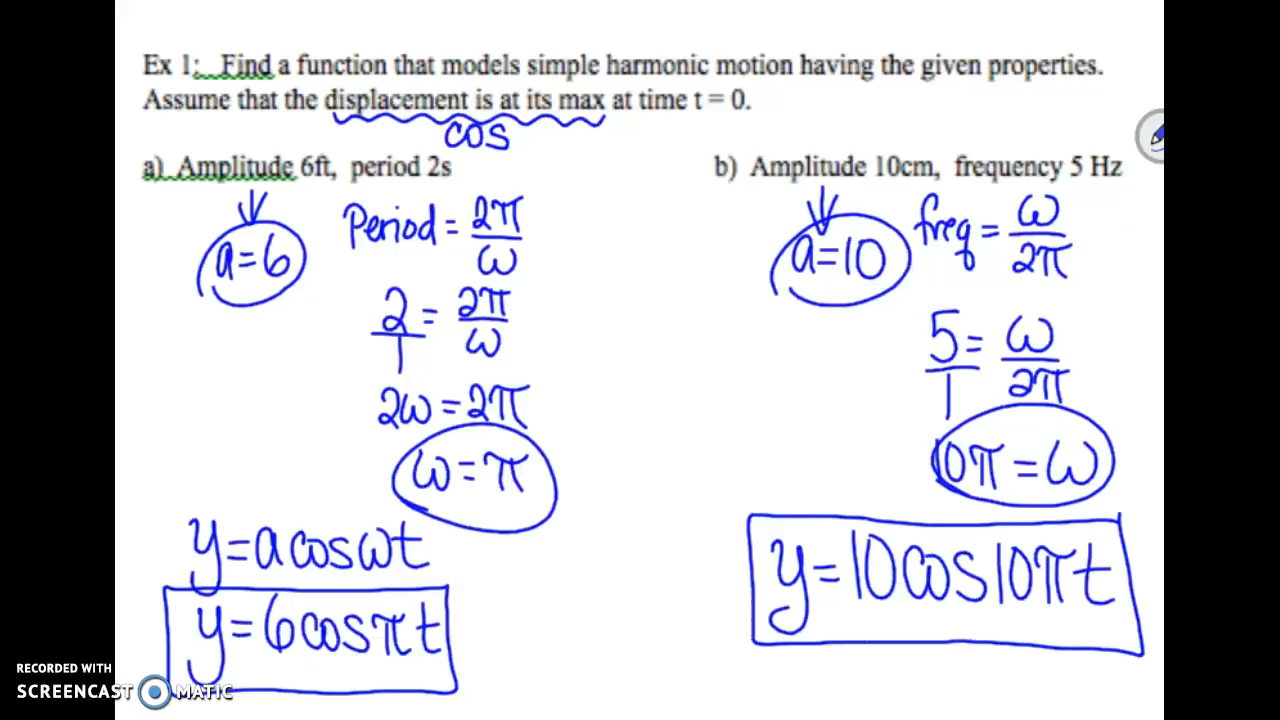 Ex 1: Find a function that models simple harmonic motion having the given properties.
Assume that the displacement is at its max at time t = 0.
cos
a) Amplitude 6ft, period 2s
a=6
Period = 2π/ω
2/1 = 2π/ω
2ω = 2π
ω = π
y = a cos ωt
y = 6 cos πt
b) Amplitude 10cm, frequency 5 Hz
a=10
freq = ω/2π
5/1 = ω/2π
10π = ω
y = 10 cos 10πt
RECORDED WITH
SCREENCAST MATIC